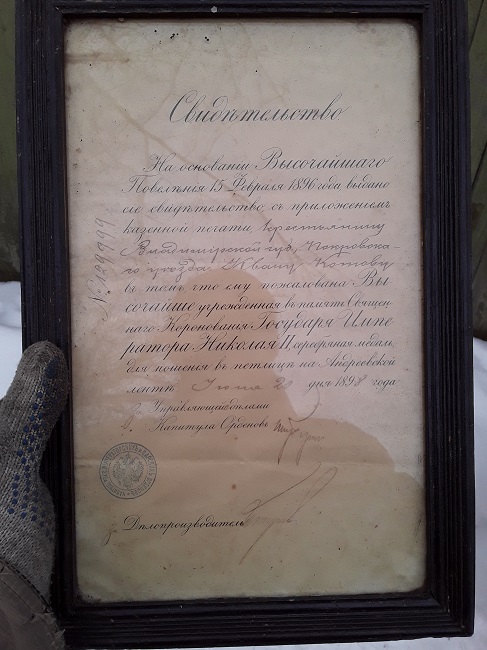 Свидѣтельство
На основаніи Высочайшаго
Повелѣнія 15 Февраля 1896 года выдано
сіе свидѣтельство съ приложеніемъ
казенной печати крестьянину
Владимірской губ. Покровска-
го уѣзда Ивану Котову
въ томъ, что ему пожалована Вы-
сочайше учрежденная въ память Священ-
наго Коронованія Государя Импе-
ратора Николая II серебряная медаль,
для ношенія въ петлицѣ на Андреевской
лентѣ Іюня 20 дня 1898 года
Управляющій дѣлами
Капитула Орденовъ
Дѣлопроизводитель
№ 129999